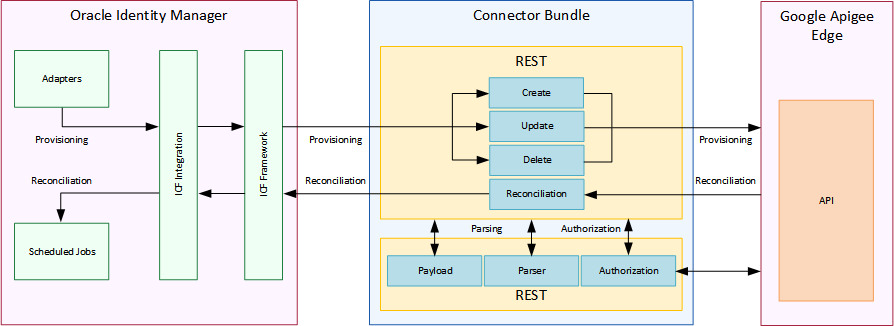 Oracle Identity Manager
Connector Bundle
Google Apigee
Edge
REST
Adapters
Create
Provisioning
Provisioning
Update
Provisioning
ICF Integration
ICF Framework
Delete
Reconciliation
Reconciliation
Reconciliation
Reconciliation
API
Parsing
Authorization
Scheduled Jobs
Payload
Parser
Authorization
REST